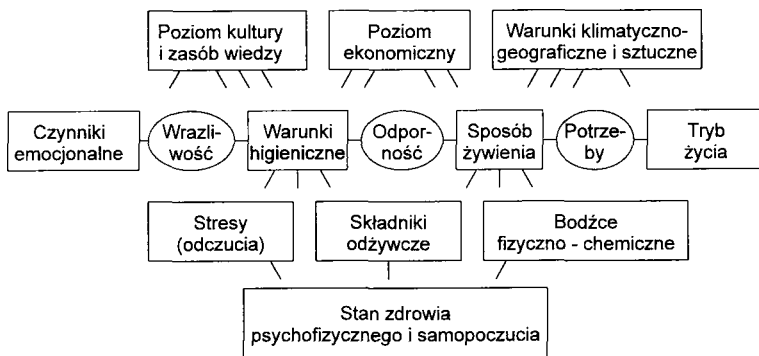 Poziom kultury
i zasób wiedzy
Poziom
ekonomiczny
Warunki klimatyczno-
geograficzne i sztuczne
Czynniki
emocjonalne
Wrazli-
wość
Warunki
higieniczne
Odpor-
ność
Sposób
żywienia
Potrze-
by
Tryb
życia
Stresy
(odczucia)
Składniki
odżywcze
Bodźce
fizyczno - chemiczne
Stan zdrowia
psychofizycznego i samopoczucia